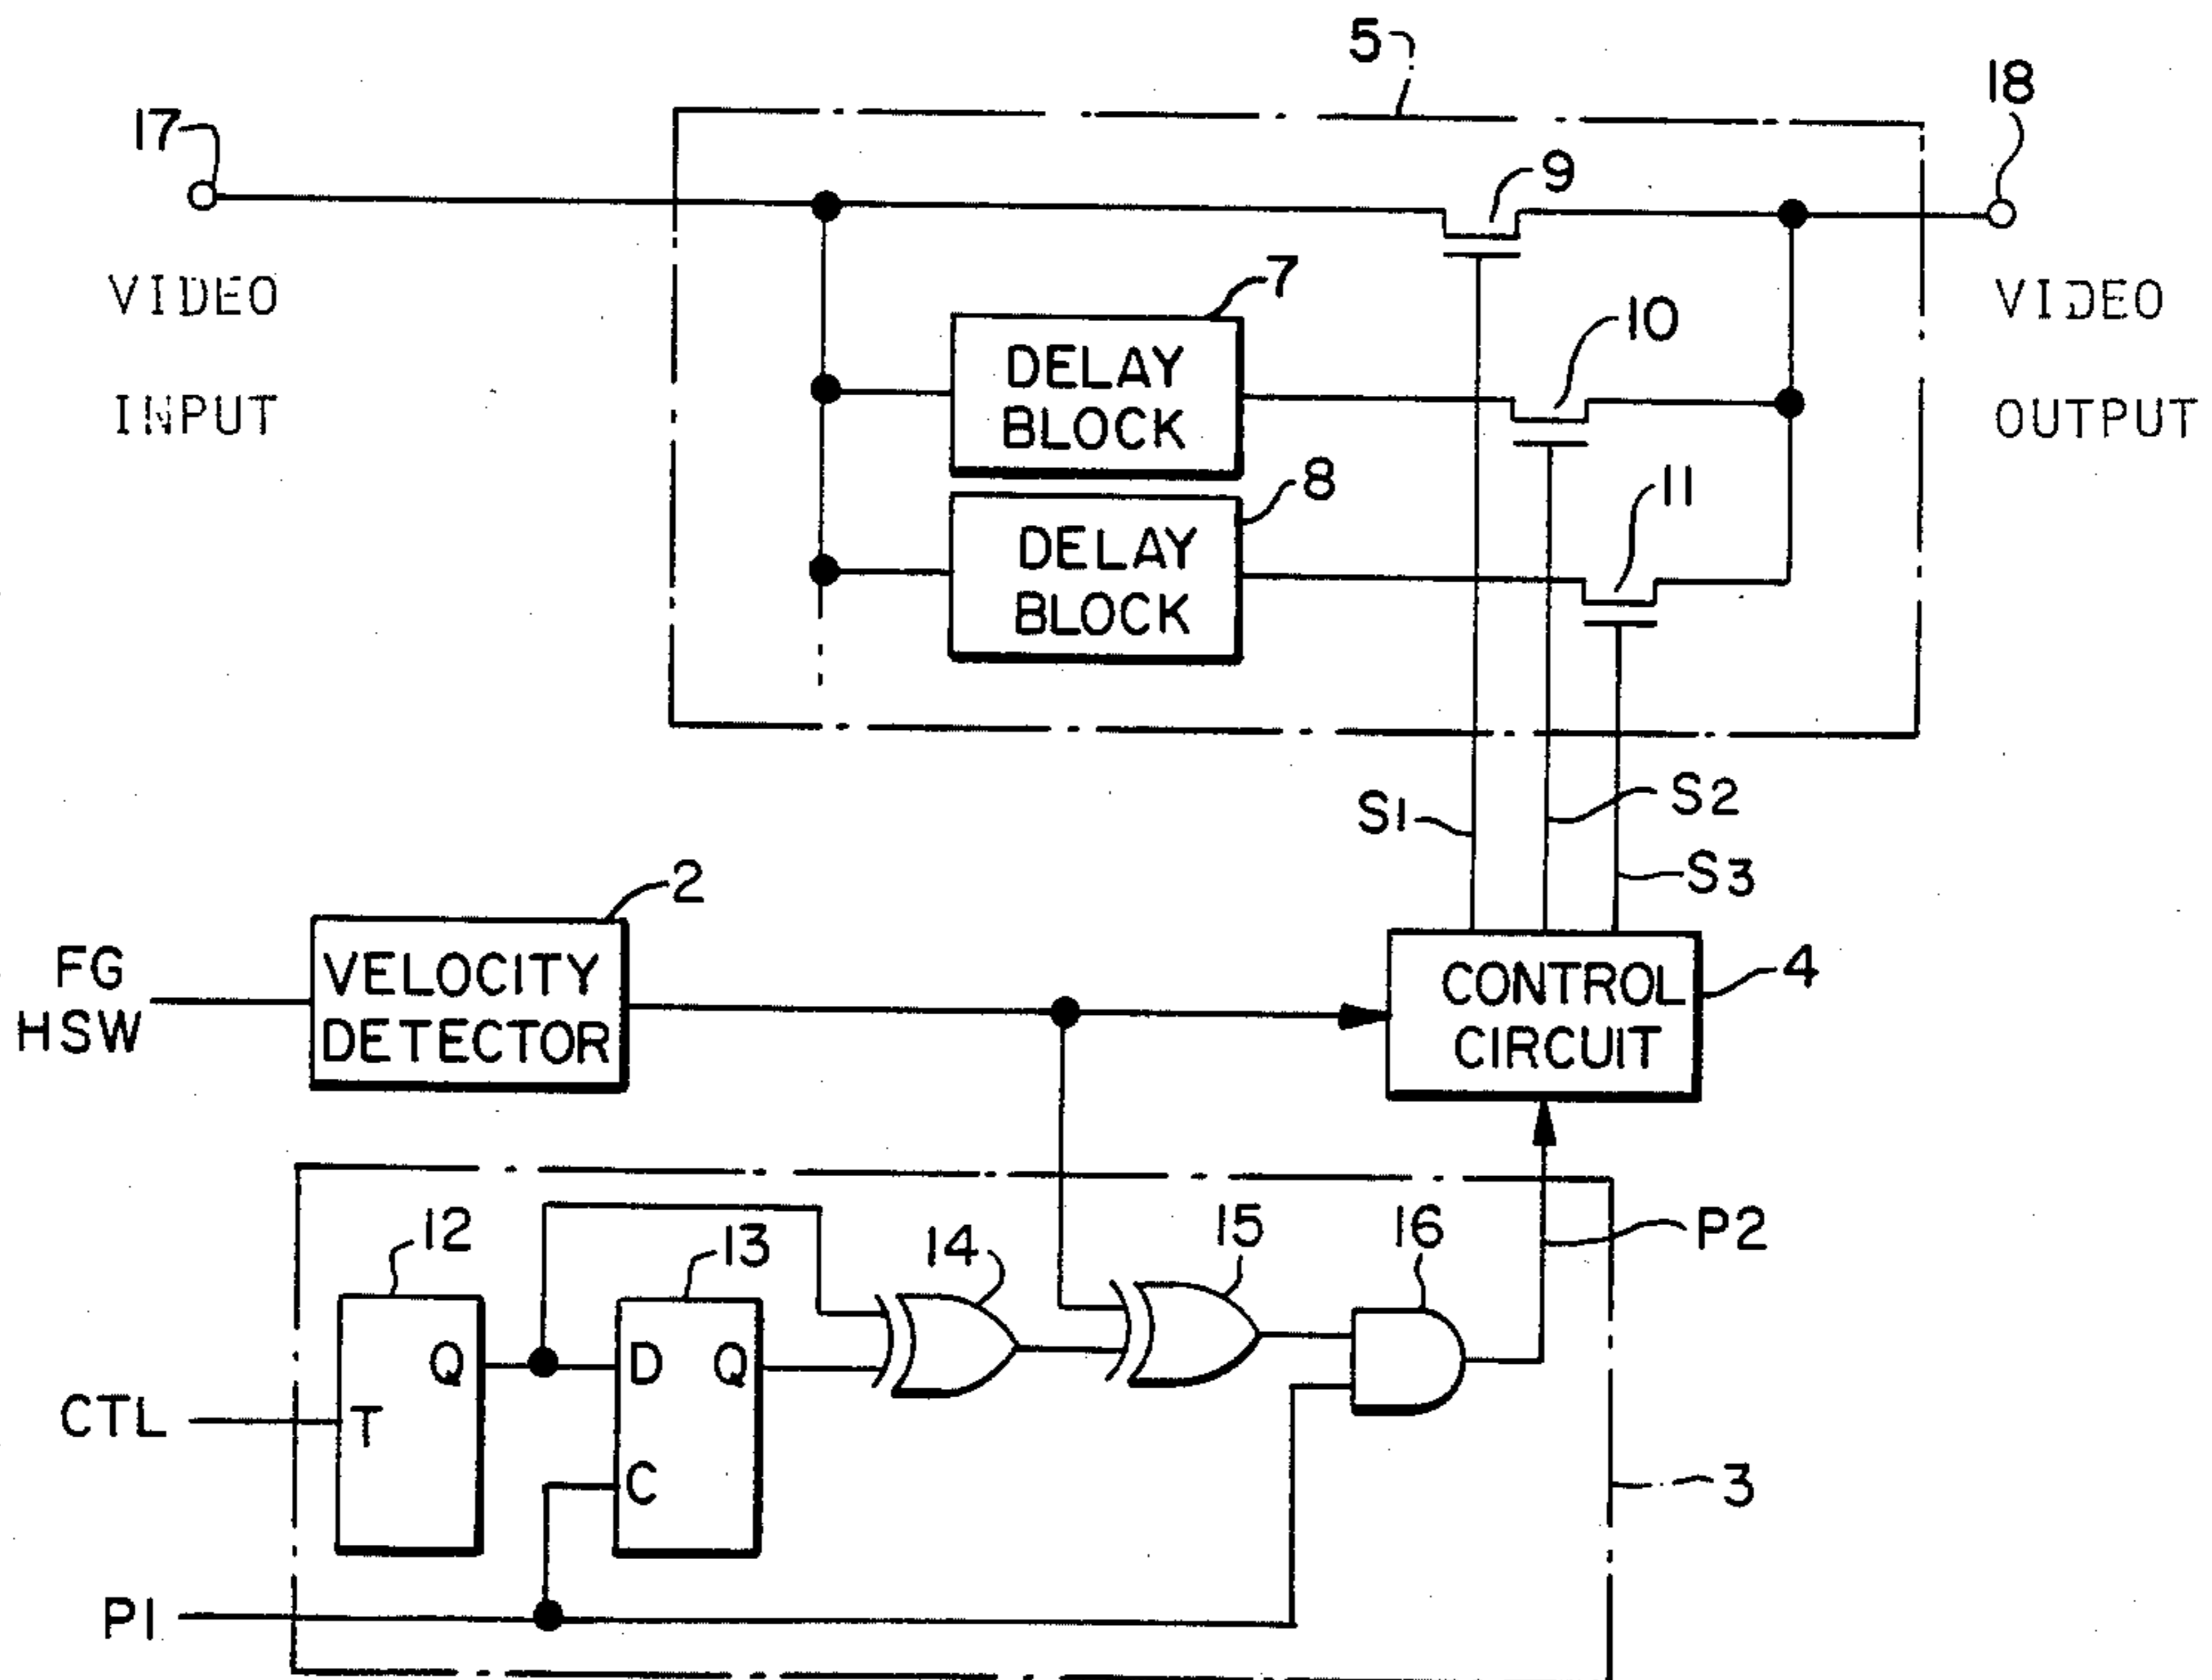 5
17
18
9
VIDEO
INPUT
7
DELAY
BLOCK
10
VIDEO
OUTPUT
8
DELAY
BLOCK
11
S1
S2
S3
2
FG
HSW
VELOCITY
DETECTOR
CONTROL
CIRCUIT
4
12
13
14
15
16
P2
Q
D Q
CTL
T
C
3
P1